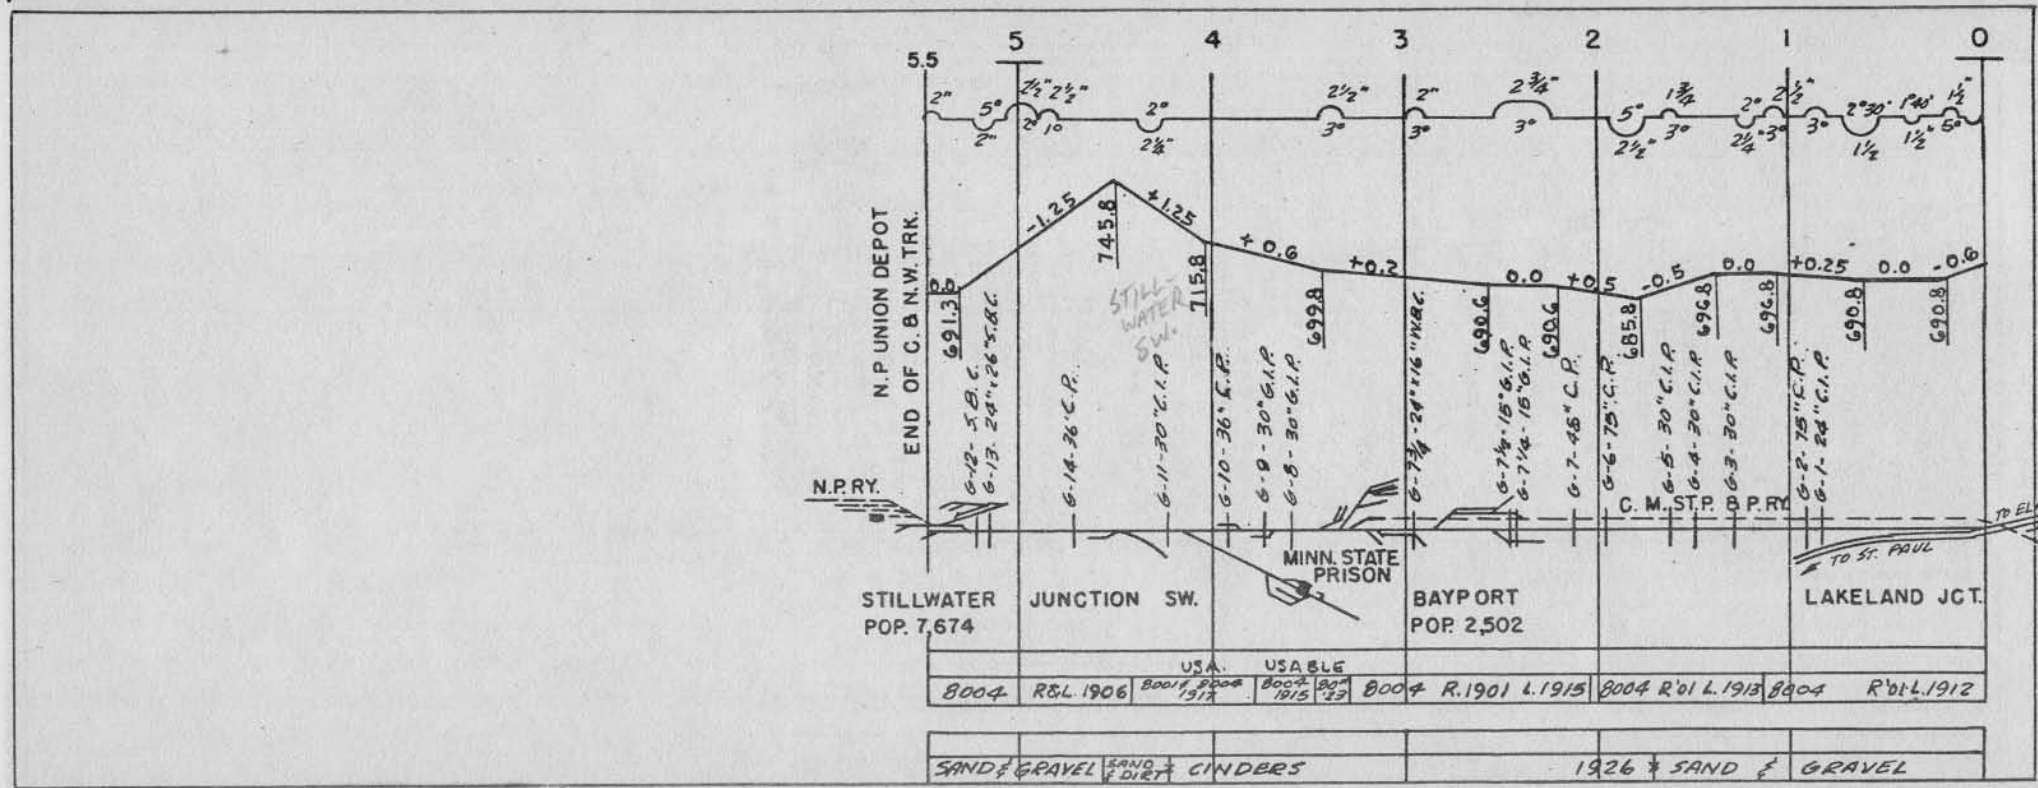 5.5 5 4 3 2 1 0
2" 5° 2½" 2½" 2° 2½" 2" 2¾" 5° 1¾ 2° 2½" 2°30' 1°40' 1½"
2" 2° 1° 2¼" 3° 3° 3° 2½" 3° 2¼" 3° 3° 1½ 1½" 5°
N.P. UNION DEPOT
END OF C. & N.W. TRK.
0.0 -1.25 +1.25 +0.6 +0.2 0.0 +0.5 -0.5 0.0 +0.25 0.0 -0.6
691.3 745.8 715.8 699.8 690.6 690.6 685.8 696.8 696.8 690.8 690.8
STILL-
WATER
SW.
G-12- S.B.C.
G-13- 24"x26" S.B.C.
G-14-36" C.P.
G-11-30" C.I.P.
G-10-36" C.P.
G-9-30" G.I.P.
G-8-30" G.I.P.
G-7¾-24"x16" W.B.C.
G-7½-15" G.I.P.
G-7¼-15" G.I.P.
G-7-48" C.P.
G-6-75" C.P.
G-5-30" C.I.P.
G-4-30" C.I.P.
G-3-30" C.I.P.
G-2-75" C.P.
G-1-24" C.I.P.
N.P. RY.
C. M. ST. P. & P. RY.
TO EL
TO ST. PAUL
MINN. STATE
PRISON
STILLWATER JUNCTION SW. BAYPORT LAKELAND JCT.
POP. 7,674 POP. 2,502
USA. USABLE
8004 R&L. 1906 8001 & 8004 1917 8004 1915 8004 '23 8004 R.1901 L.1915 8004 R'01 L.1913 8004 R'01-L.1912
SAND & GRAVEL SAND & DIRT * CINDERS 1926 * SAND & GRAVEL